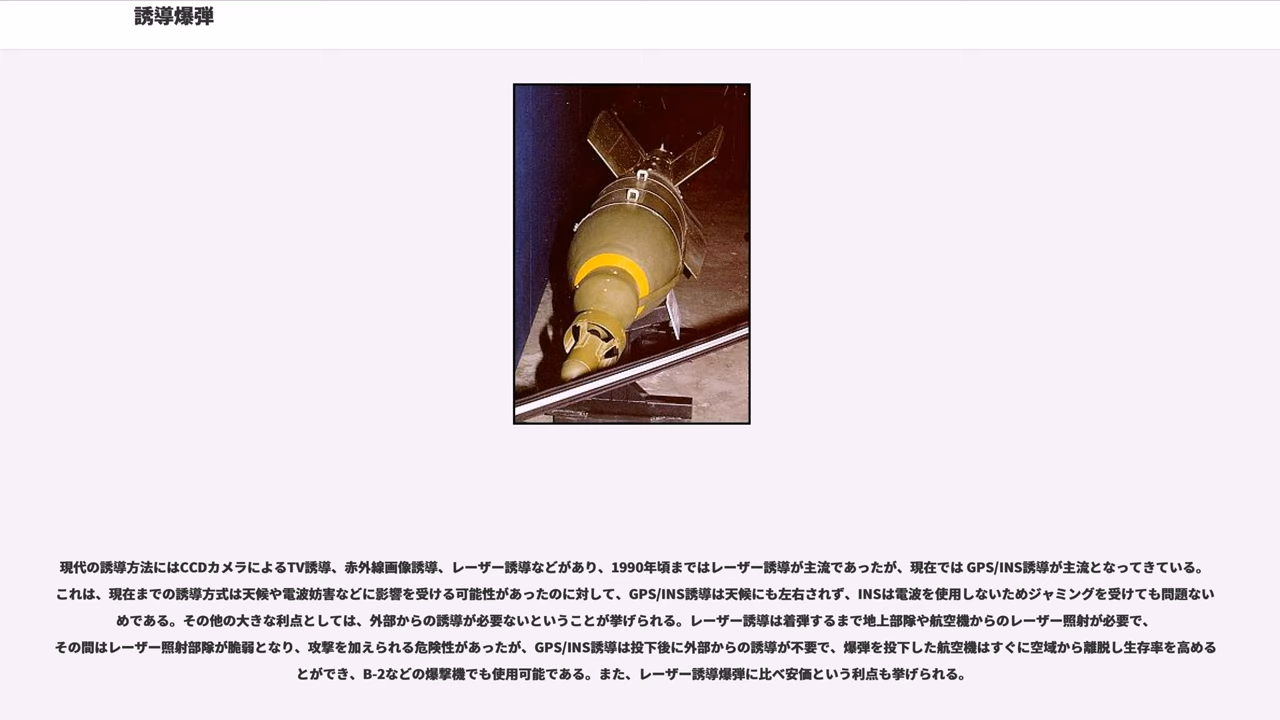 誘導爆弾
現代の誘導方法にはCCDカメラによるTV誘導、赤外線画像誘導、レーザー誘導などがあり、1990年頃まではレーザー誘導が主流であったが、現在では GPS/INS誘導が主流となってきている。
これは、現在までの誘導方式は天候や電波妨害などに影響を受ける可能性があったのに対して、GPS/INS誘導は天候にも左右されず、INSは電波を使用しないためジャミングを受けても問題ない
めである。その他の大きな利点としては、外部からの誘導が必要ないということが挙げられる。レーザー誘導は着弾するまで地上部隊や航空機からのレーザー照射が必要で、
その間はレーザー照射部隊が脆弱となり、攻撃を加えられる危険性があったが、GPS/INS誘導は投下後に外部からの誘導が不要で、爆弾を投下した航空機はすぐに空域から離脱し生存率を高める
とができ、B-2などの爆撃機でも使用可能である。また、レーザー誘導爆弾に比べ安価という利点も挙げられる。